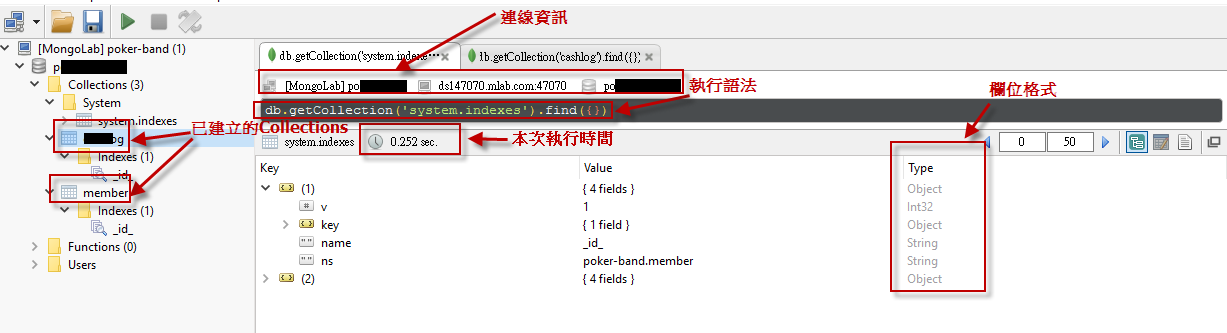 連線資訊
[MongoLab] poker-band (1)
p
Collections (3)
System
system.indexes
og
Indexes (1)
_id_
member
Indexes (1)
_id_
Functions (0)
Users
已建立的Collections
db.getCollection('system.indexe ···
db.getCollection('cashlog').find({})
[MongoLab] po
ds147070.mlab.com:47070
po
執行語法
欄位格式
db.getCollection('system.indexes').find({})
system.indexes
0.252 sec.
本次執行時間
0
50
Key Value Type
(1) { 4 fields } Object
v 1 Int32
key { 1 field } Object
name _id_ String
ns poker-band.member String
(2) { 4 fields } Object